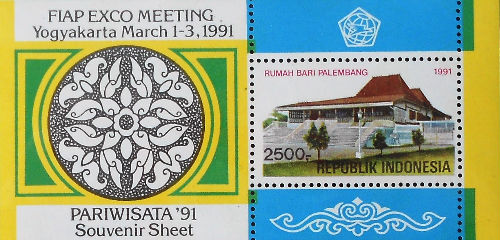 FIAP EXCO MEETING
Yogyakarta March 1-3, 1991
PARIWISATA '91
Souvenir Sheet
RUMAH BARI PALEMBANG 1991
2500,-
REPUBLIK INDONESIA